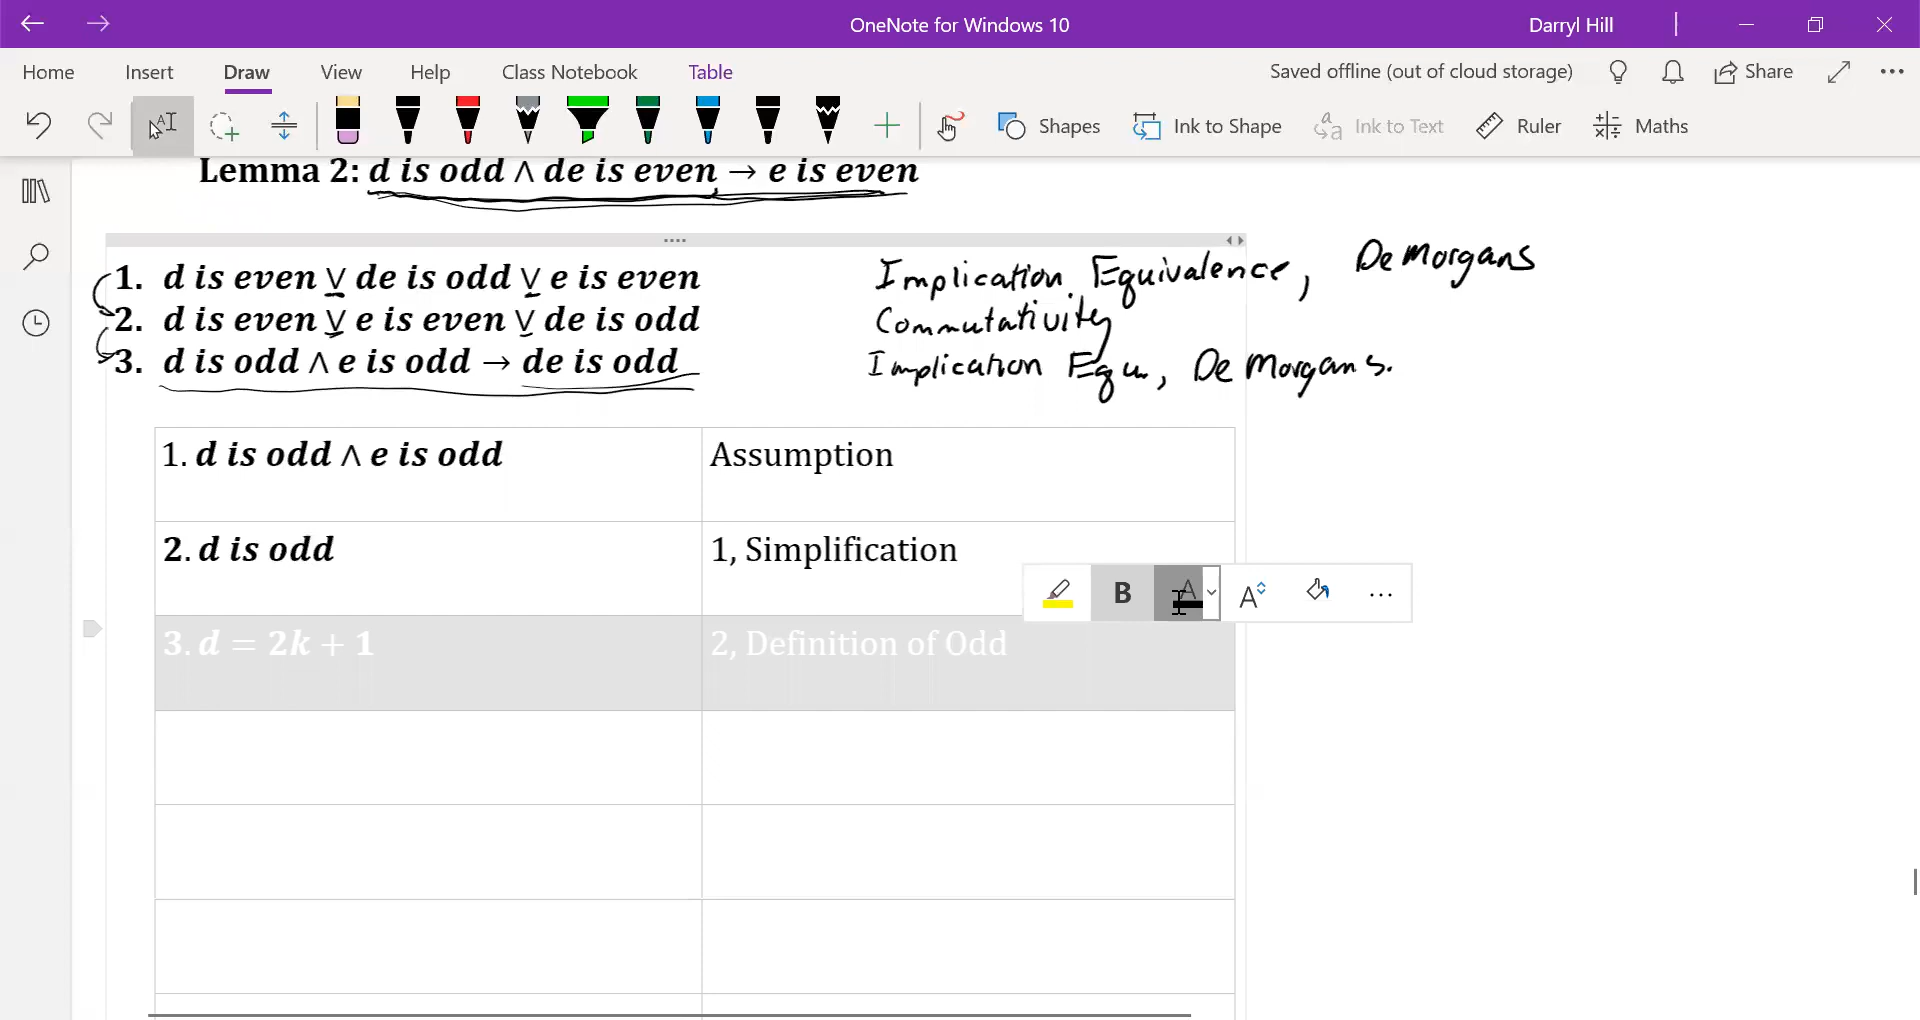 OneNote for Windows 10
Darryl Hill
Home Insert Draw View Help Class Notebook Table
Saved offline (out of cloud storage)
Share
Shapes
Ink to Shape
Ink to Text
Ruler
Maths
Lemma 2: d is odd ∧ de is even → e is even
1. d is even ∨ de is odd ∨ e is even
Implication Equivalence, DeMorgans
2. d is even ∨ e is even ∨ de is odd
Commutativity
3. d is odd ∧ e is odd → de is odd
Implication Equ, DeMorgans.
1. d is odd ∧ e is odd
Assumption
2. d is odd
1, Simplification
B
3. d = 2k + 1
2, Definition of Odd